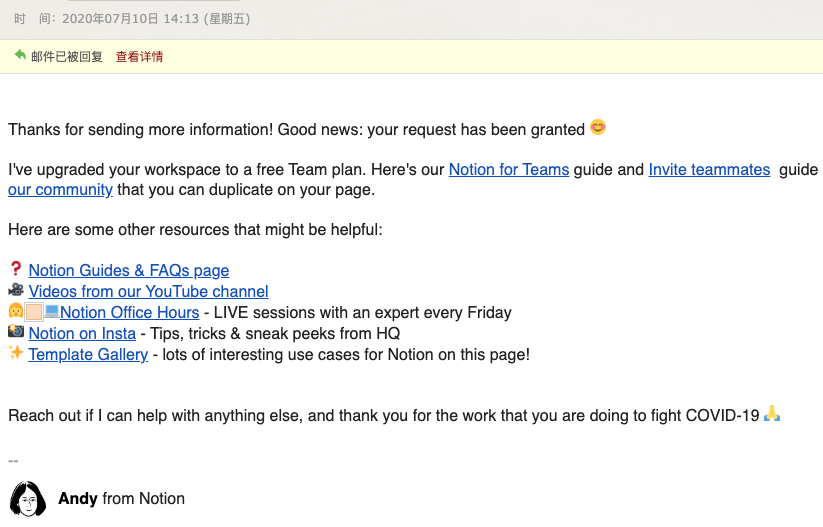 时 间：2020年07月10日 14:13 (星期五)
邮件已被回复 查看详情
Thanks for sending more information! Good news: your request has been granted 😊
I've upgraded your workspace to a free Team plan. Here's our Notion for Teams guide and Invite teammates guide
our community that you can duplicate on your page.
Here are some other resources that might be helpful:
❓ Notion Guides & FAQs page
🎥 Videos from our YouTube channel
👩🏼💻Notion Office Hours - LIVE sessions with an expert every Friday
📸 Notion on Insta - Tips, tricks & sneak peeks from HQ
✨ Template Gallery - lots of interesting use cases for Notion on this page!
Reach out if I can help with anything else, and thank you for the work that you are doing to fight COVID-19 🙏
--
Andy from Notion